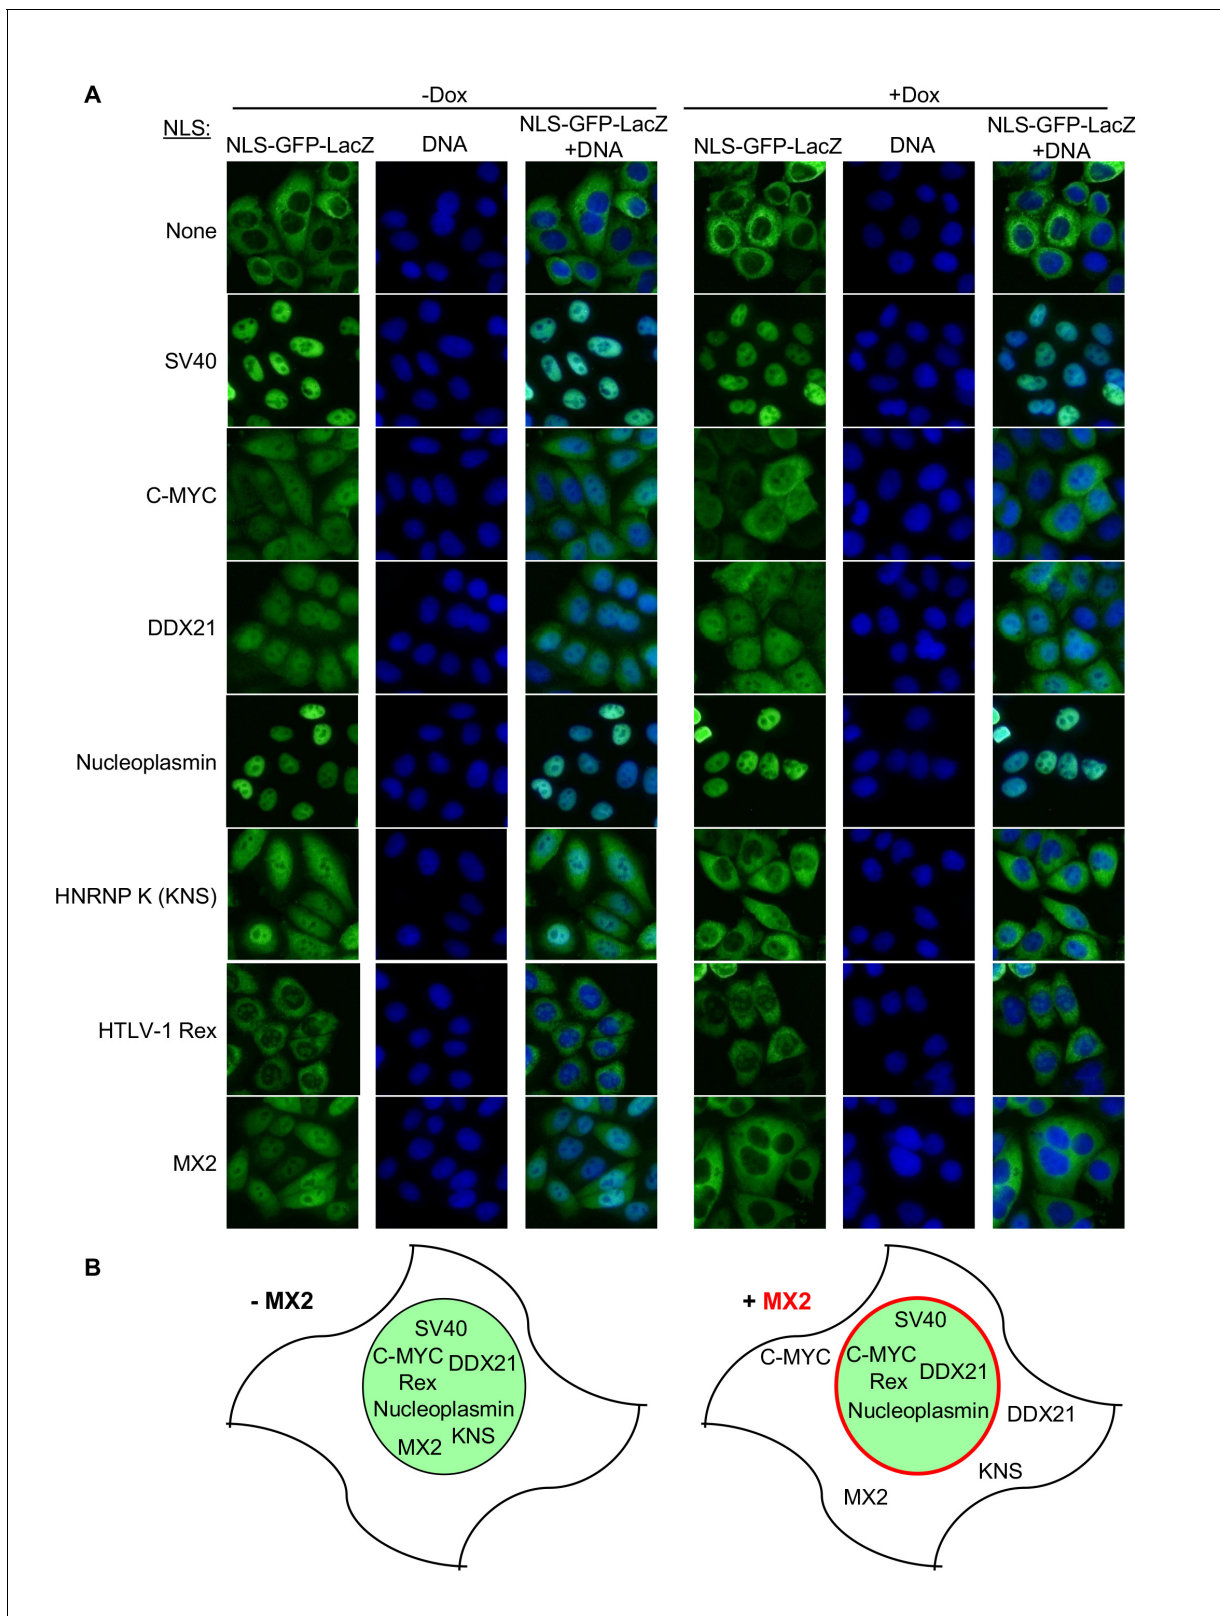 A
-Dox
+Dox
NLS:
NLS-GFP-LacZ
DNA
NLS-GFP-LacZ
+DNA
NLS-GFP-LacZ
DNA
NLS-GFP-LacZ
+DNA
None
SV40
C-MYC
DDX21
Nucleoplasmin
HNRNP K (KNS)
HTLV-1 Rex
MX2
B
- MX2
SV40
C-MYC DDX21
Rex
Nucleoplasmin
MX2 KNS
+ MX2
SV40
C-MYC C-MYC
DDX21
Rex
Nucleoplasmin
DDX21
KNS
MX2